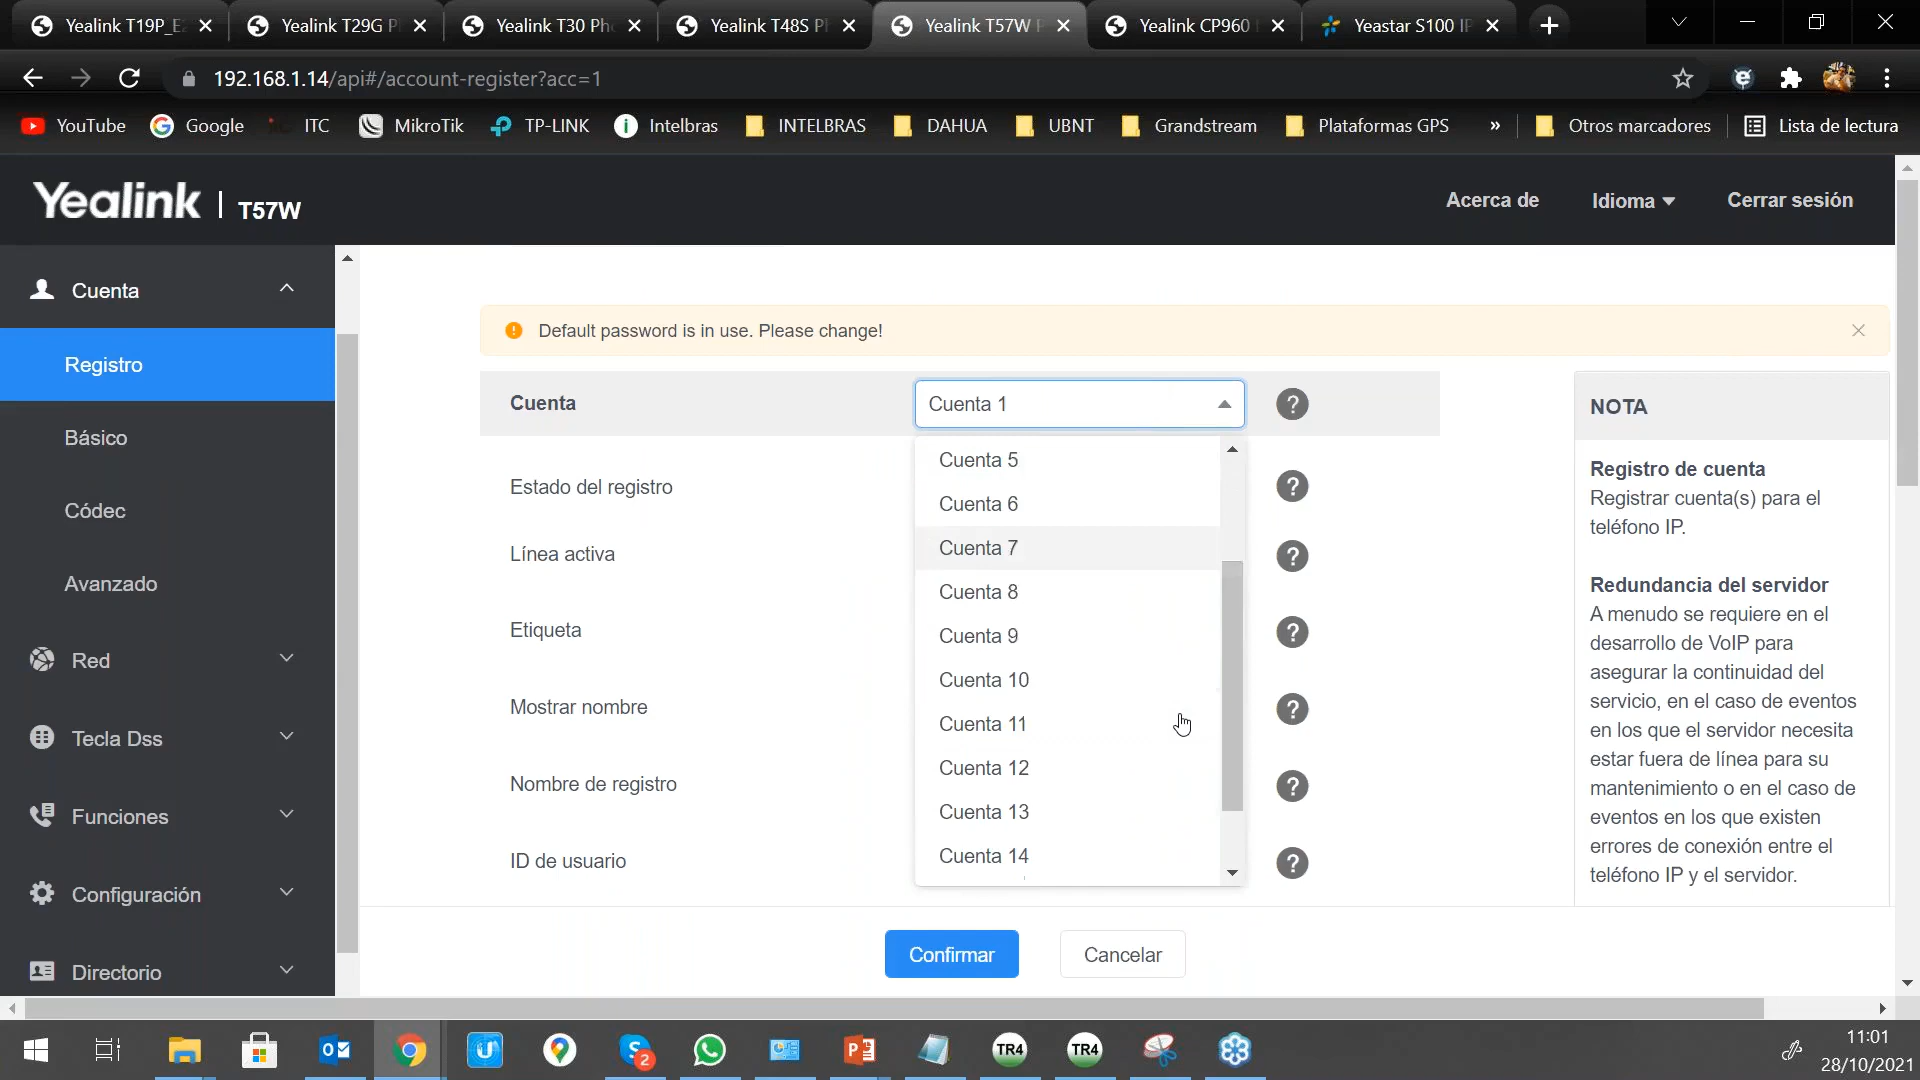 Yealink T19P_E
Yealink T29G P
Yealink T30 Ph
Yealink T48S P
Yealink T57W P
Yealink CP960
Yeastar S100 IP
192.168.1.14/api#/account-register?acc=1
YouTube
Google
ITC
MikroTik
TP-LINK
Intelbras
INTELBRAS
DAHUA
UBNT
Grandstream
Plataformas GPS
»
Otros marcadores
Lista de lectura
Yealink | T57W
Acerca de
Idioma
Cerrar sesión
Cuenta
Registro
Básico
Códec
Avanzado
Red
Tecla Dss
Funciones
Configuración
Directorio
Default password is in use. Please change!
Cuenta
Cuenta 1
Estado del registro
Línea activa
Etiqueta
Mostrar nombre
Nombre de registro
ID de usuario
Cuenta 5
Cuenta 6
Cuenta 7
Cuenta 8
Cuenta 9
Cuenta 10
Cuenta 11
Cuenta 12
Cuenta 13
Cuenta 14
Confirmar
Cancelar
NOTA
Registro de cuenta
Registrar cuenta(s) para el
teléfono IP.
Redundancia del servidor
A menudo se requiere en el
desarrollo de VoIP para
asegurar la continuidad del
servicio, en el caso de eventos
en los que el servidor necesita
estar fuera de línea para su
mantenimiento o en el caso de
eventos en los que existen
errores de conexión entre el
teléfono IP y el servidor.
2
TR4
TR4
11:01
28/10/2021